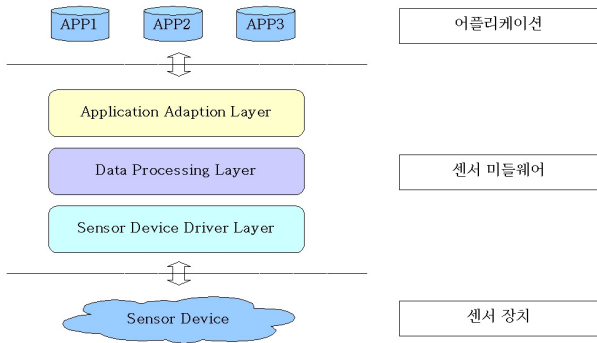 APP1 APP2 APP3 어플리케이션
Application Adaption Layer
Data Processing Layer 센서 미들웨어
Sensor Device Driver Layer
Sensor Device 센서 장치